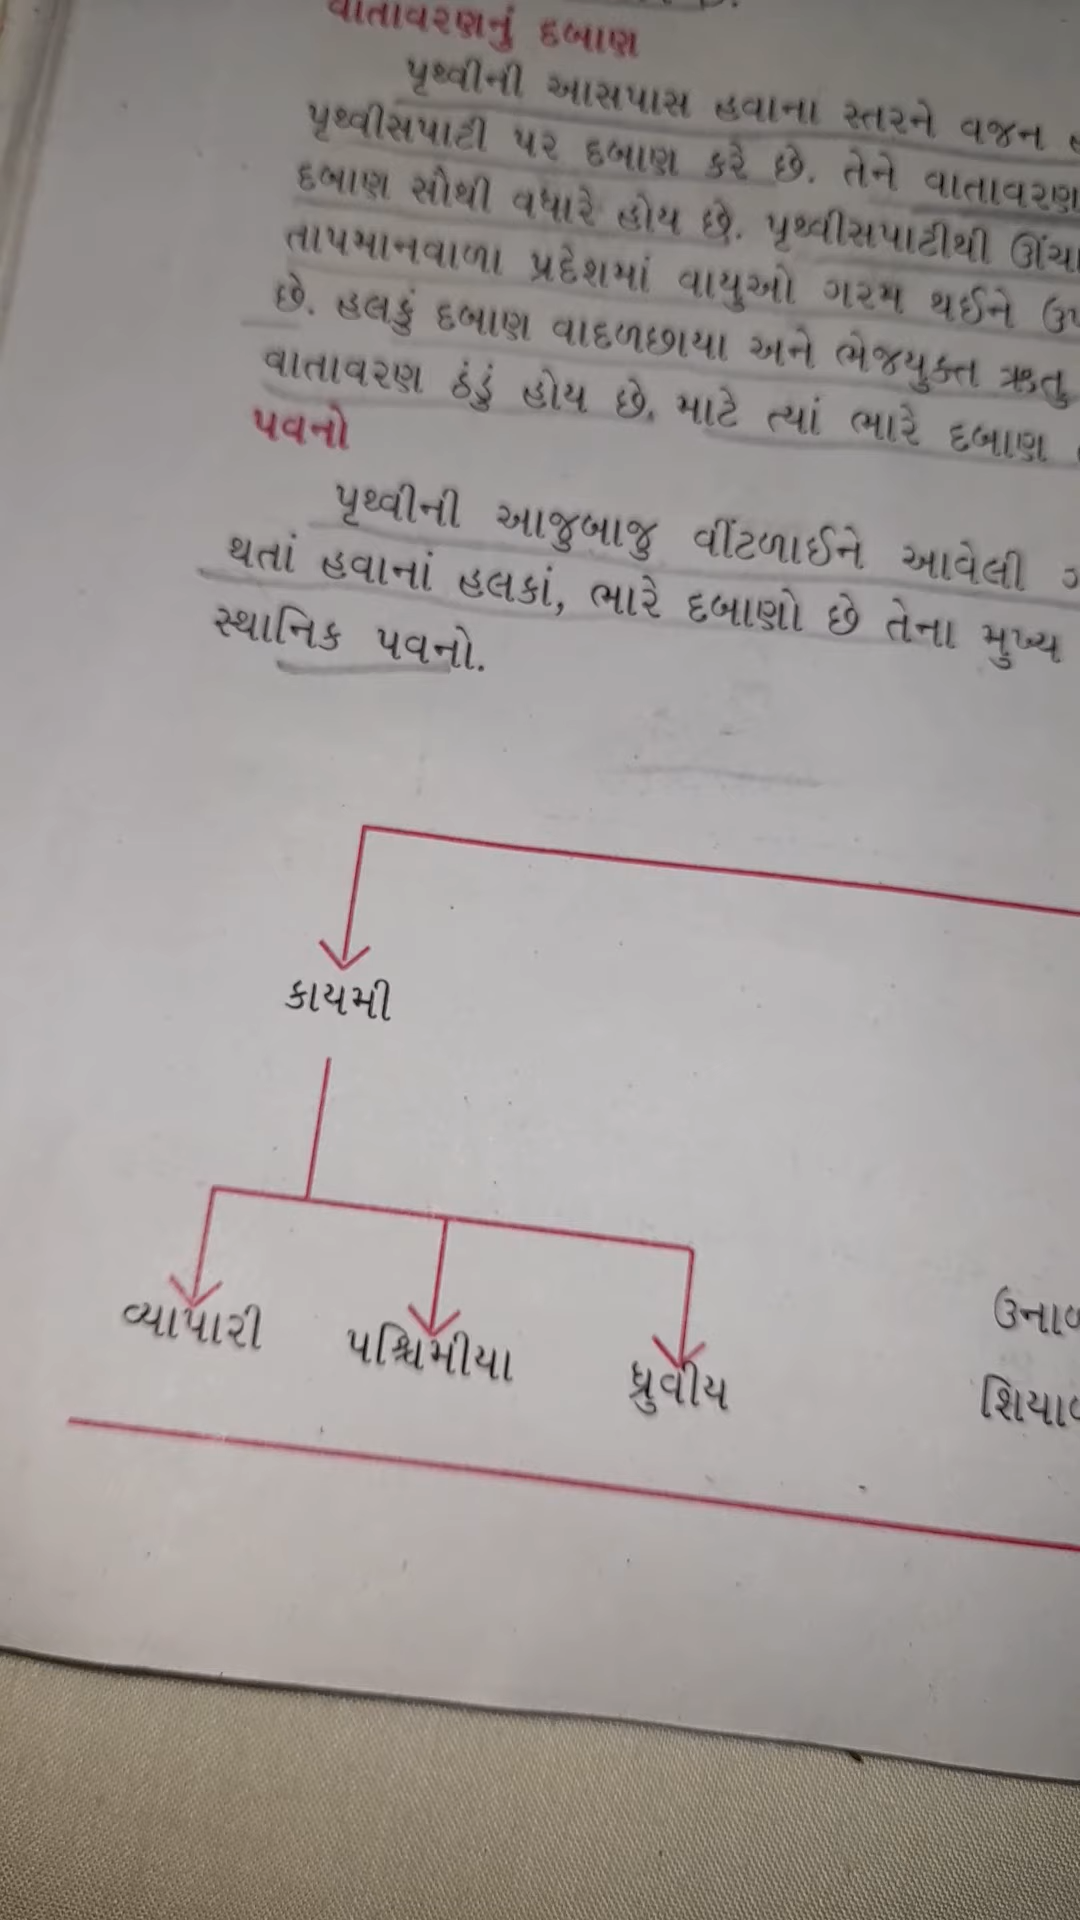 વાતાવરણનું દબાણ
પૃથ્વીની આસપાસ હવાના સ્તરને વજન
પૃથ્વીસપાટી પર દબાણ કરે છે. તેને વાતાવરણ
દબાણ સૌથી વધારે હોય છે. પૃથ્વીસપાટીથી ઊંચા
તાપમાનવાળા પ્રદેશમાં વાયુઓ ગરમ થઈને
છે. હલકું દબાણ વાદળછાયા અને ભેજયુક્ત ઋતુ
વાતાવરણ ઠંડું હોય છે. માટે ત્યાં ભારે દબાણ
પવનો
પૃથ્વીની આજુબાજુ વીંટળાઈને આવેલી
થતાં હવાનાં હલકાં, ભારે દબાણો છે તેના મુખ્ય
સ્થાનિક પવનો.
કાયમી
વ્યાપારી પશ્ચિમીયા ધ્રુવીય